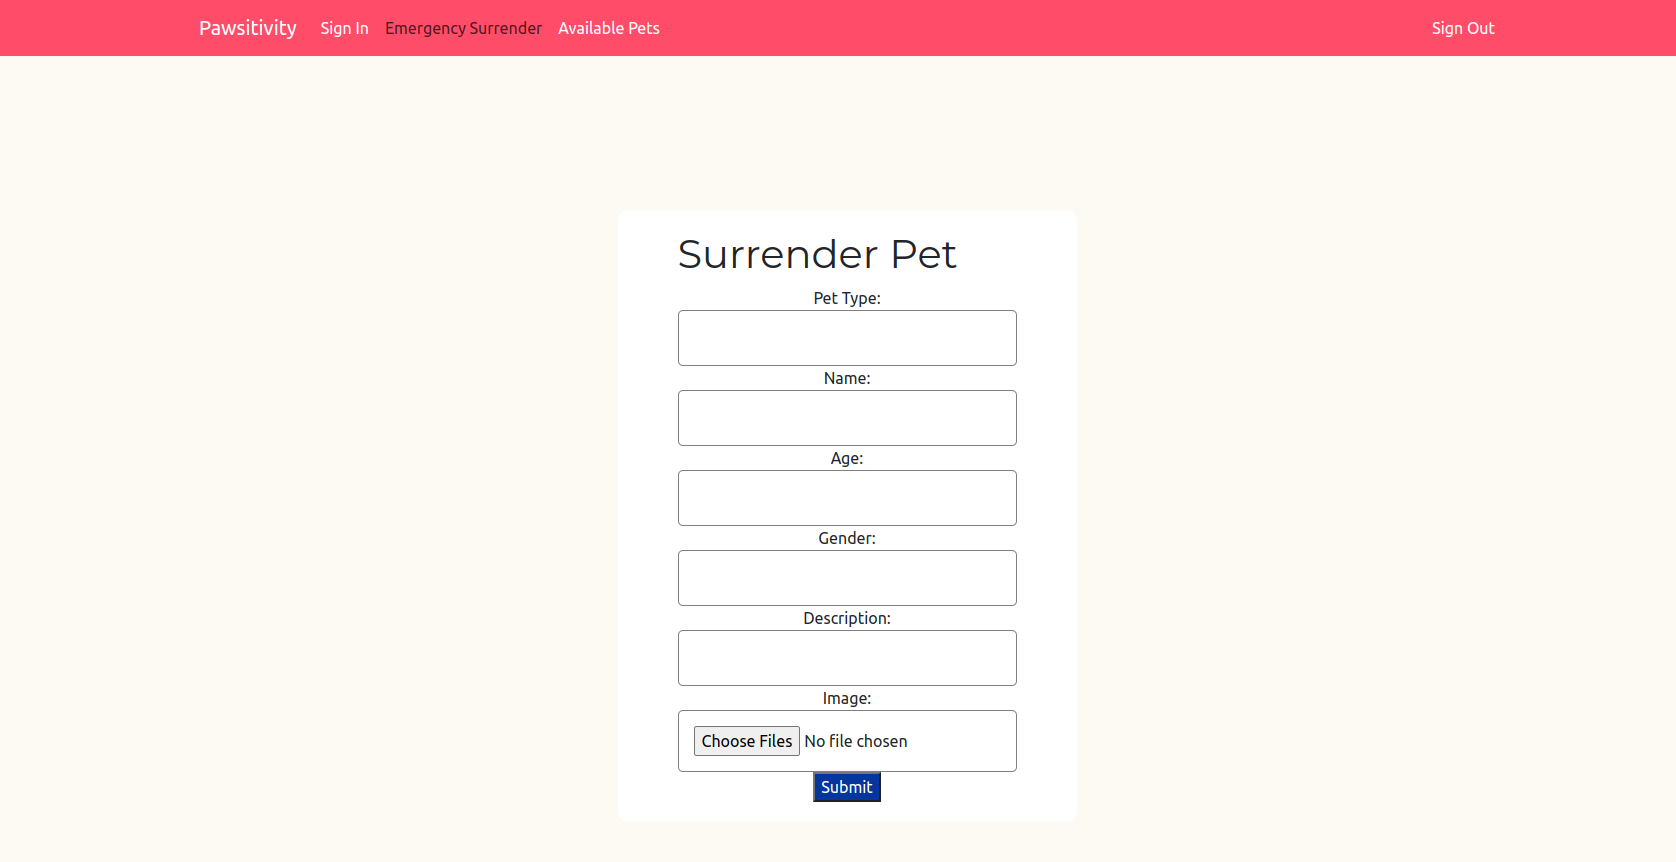 Pawsitivity Sign In Emergency Surrender Available Pets Sign Out
Surrender Pet
Pet Type:
Name:
Age:
Gender:
Description:
Image:
Choose Files No file chosen
Submit